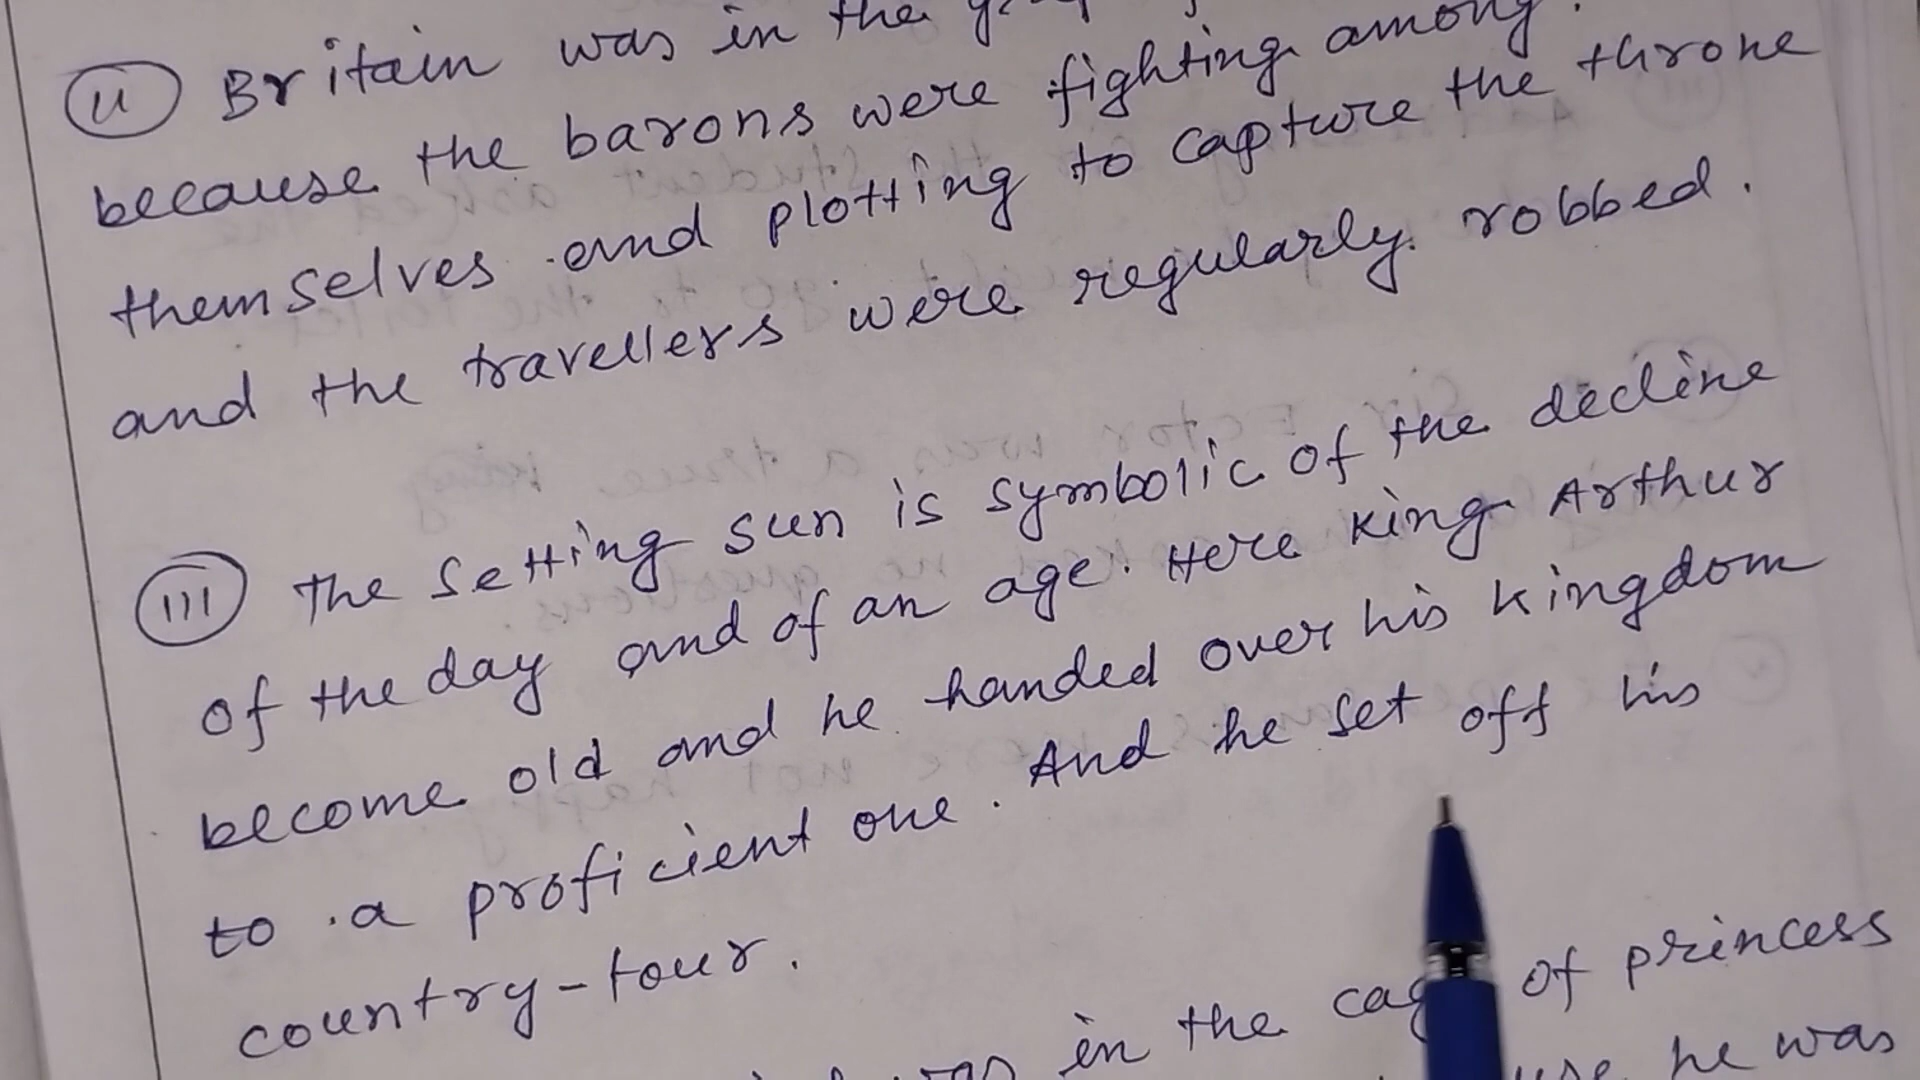 (ii) Britain was in the
because the barons were fighting among
themselves and plotting to capture the throne
and the travellers were regularly robbed.
(iii) The setting sun is symbolic of the decline
of the day and of an age. Here King Arthur
become old and he handed over his kingdom
to a proficient one. And he set off his
country-tour.
in the of princess
he was